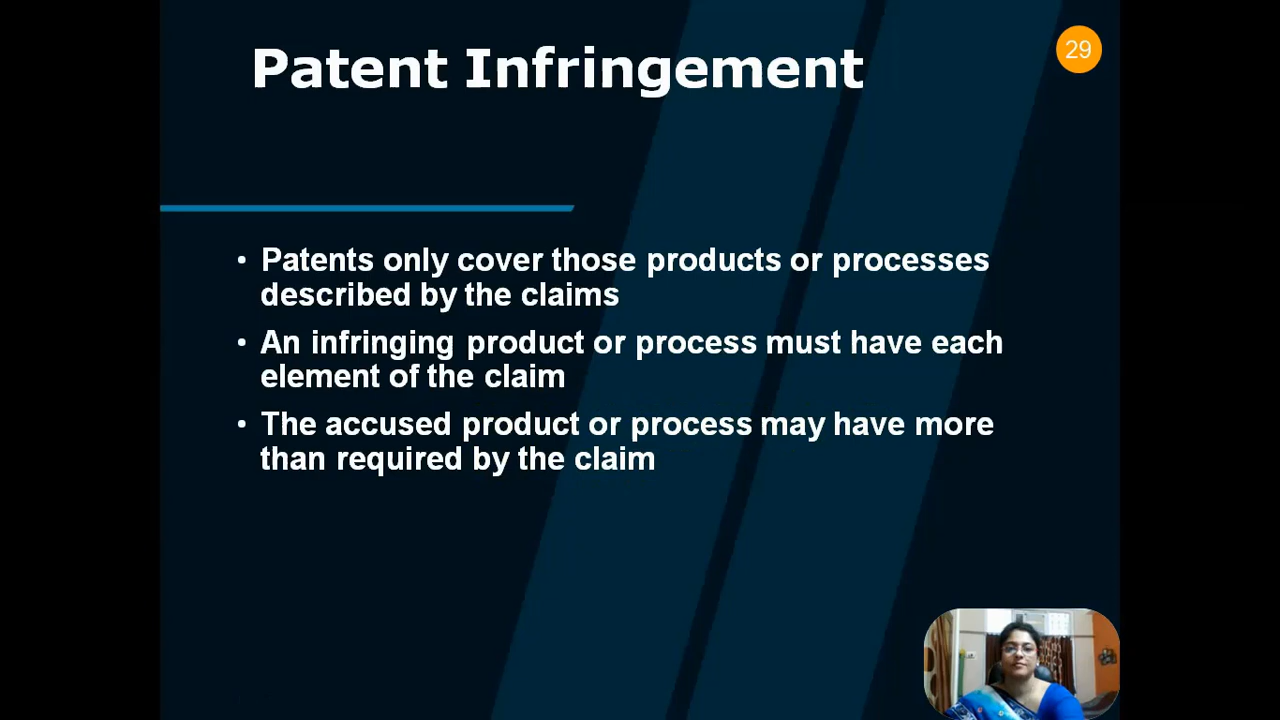 Patent Infringement
29
• Patents only cover those products or processes
described by the claims
• An infringing product or process must have each
element of the claim
• The accused product or process may have more
than required by the claim